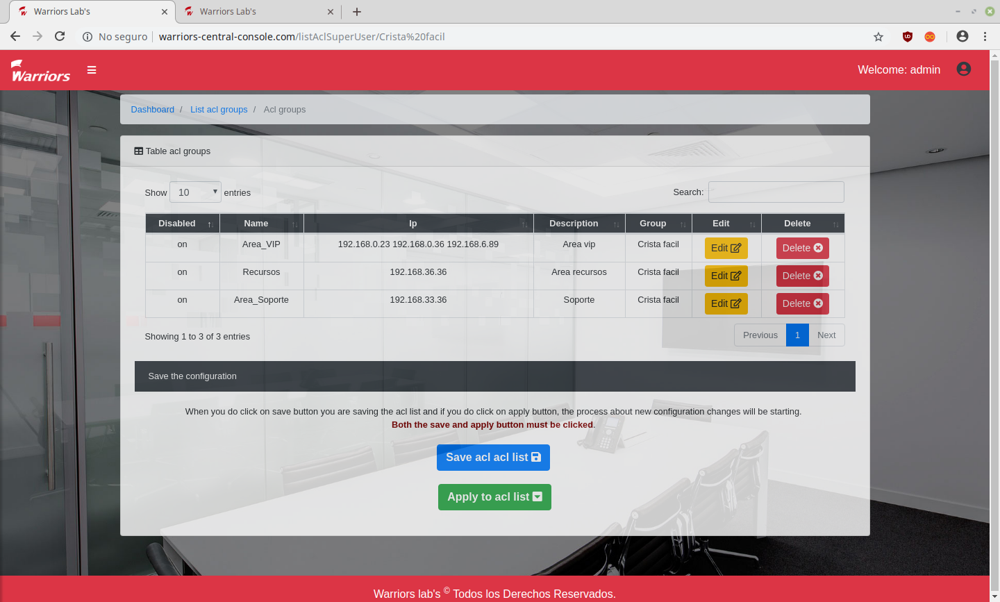 Warriors Lab's Warriors Lab's
No seguro warriors-central-console.com/listAclSuperUser/Crista%20facil
Warriors Welcome: admin
Dashboard / List acl groups / Acl groups
Table acl groups
Show 10 entries Search:
Disabled Name Ip Description Group Edit Delete
on Area_VIP 192.168.0.23 192.168.0.36 192.168.6.89 Area vip Crista facil Edit Delete
on Recursos 192.168.36.36 Area recursos Crista facil Edit Delete
on Area_Soporte 192.168.33.36 Soporte Crista facil Edit Delete
Showing 1 to 3 of 3 entries Previous 1 Next
Save the configuration
When you do click on save button you are saving the acl list and if you do click on apply button, the process about new configuration changes will be starting.
Both the save and apply button must be clicked.
Save acl acl list
Apply to acl list
Warriors lab's © Todos los Derechos Reservados.